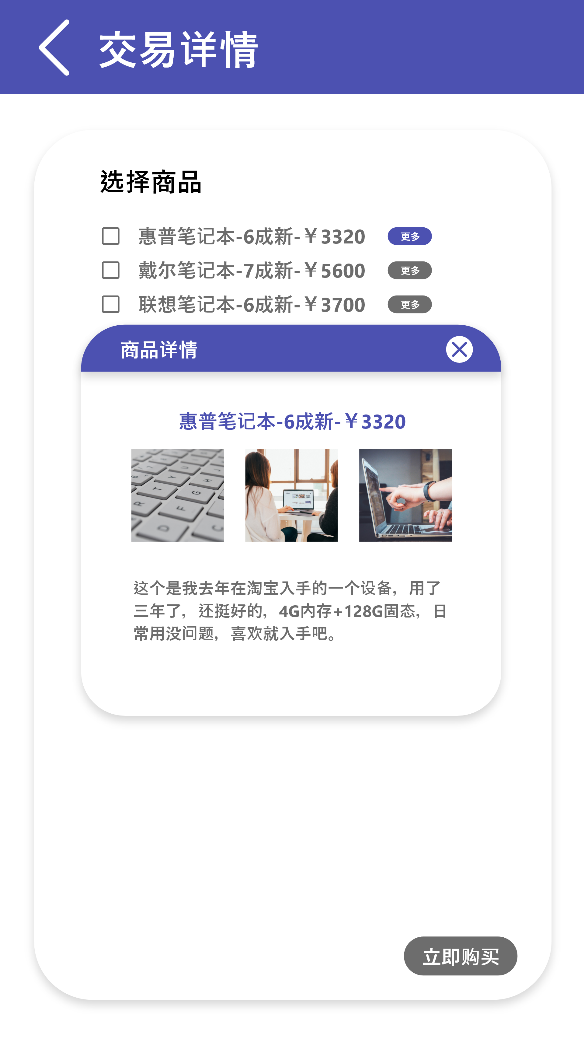 交易详情
选择商品
惠普笔记本-6成新-￥3320 更多
戴尔笔记本-7成新-￥5600 更多
联想笔记本-6成新-￥3700 更多
商品详情
惠普笔记本-6成新-￥3320
这个是我去年在淘宝入手的一个设备，用了
三年了，还挺好的，4G内存+128G固态，日
常用没问题，喜欢就入手吧。
立即购买